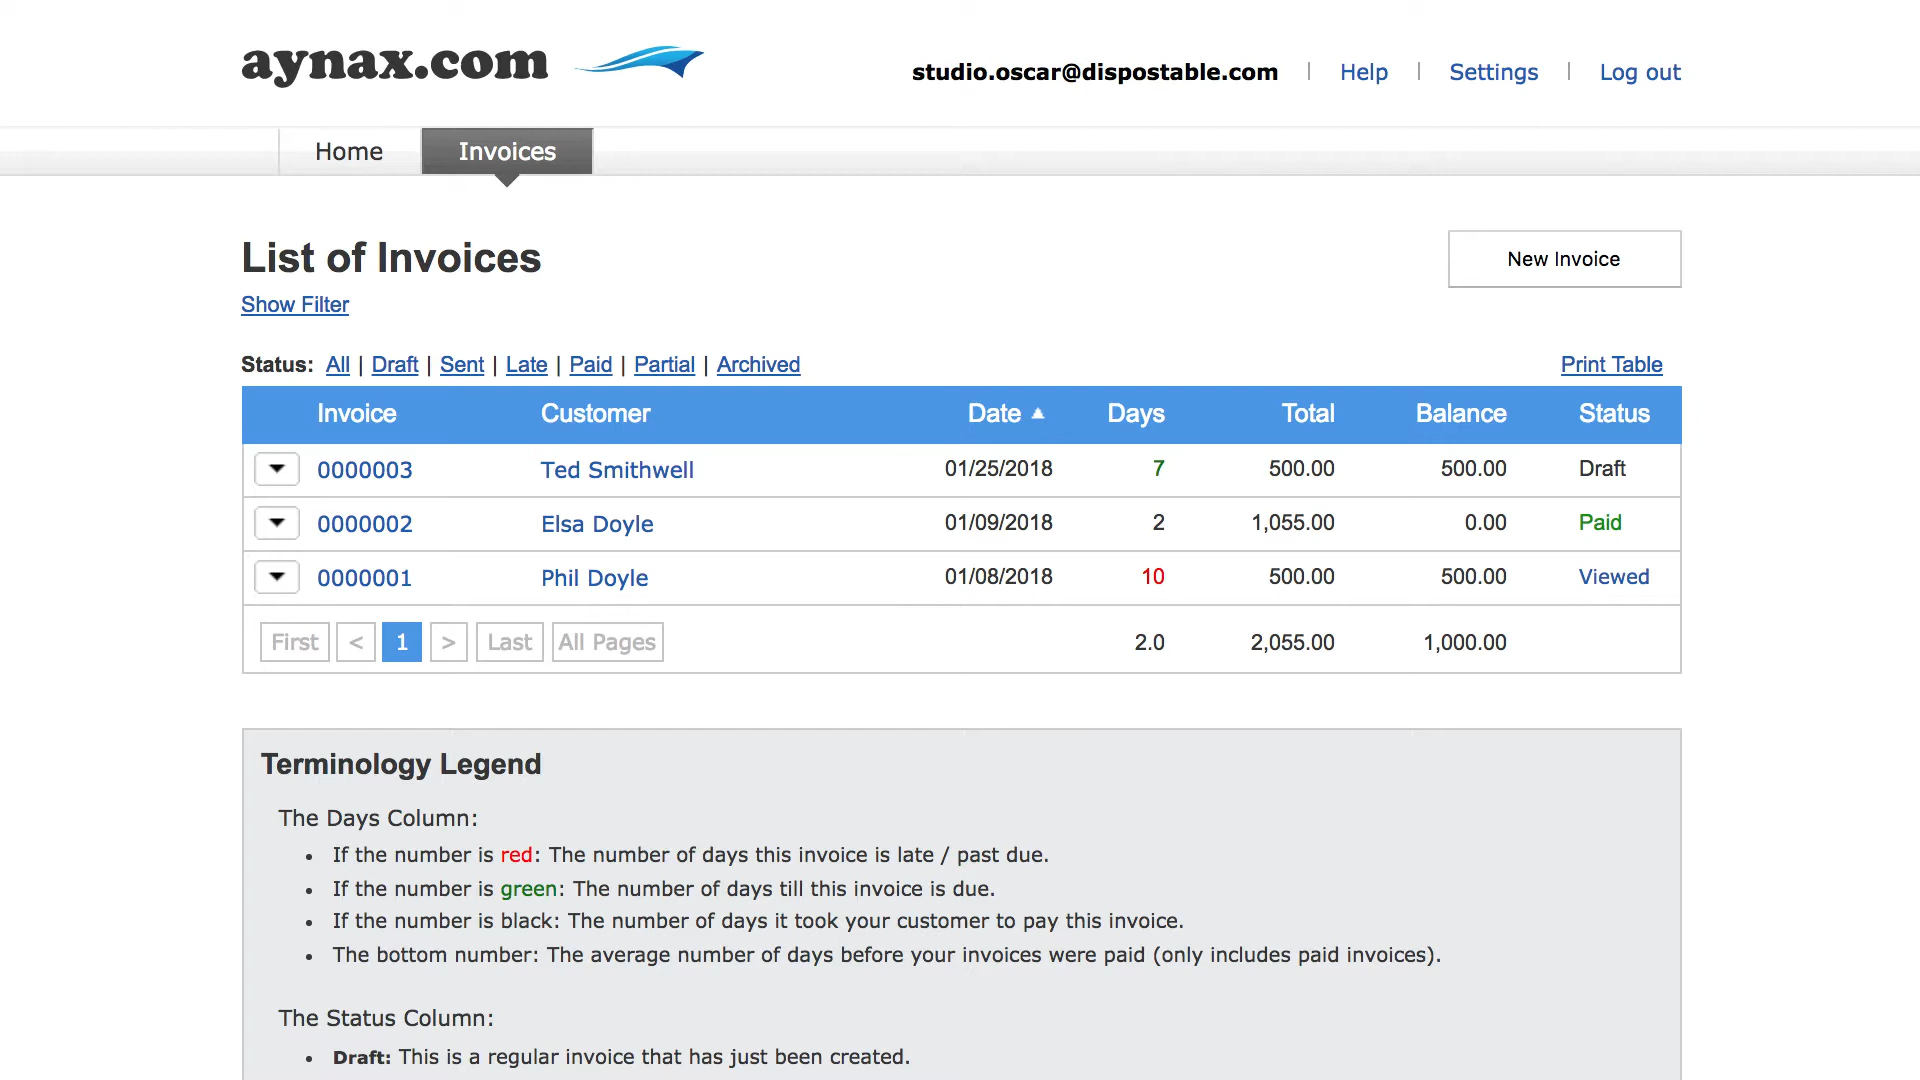 aynax.com
studio.oscar@dispostable.com | Help | Settings | Log out
Home Invoices
List of Invoices
New Invoice
Show Filter
Status: All | Draft | Sent | Late | Paid | Partial | Archived
Print Table
Invoice Customer Date Days Total Balance Status
0000003 Ted Smithwell 01/25/2018 7 500.00 500.00 Draft
0000002 Elsa Doyle 01/09/2018 2 1,055.00 0.00 Paid
0000001 Phil Doyle 01/08/2018 10 500.00 500.00 Viewed
First < 1 > Last All Pages 2.0 2,055.00 1,000.00
Terminology Legend
The Days Column:
• If the number is red: The number of days this invoice is late / past due.
• If the number is green: The number of days till this invoice is due.
• If the number is black: The number of days it took your customer to pay this invoice.
• The bottom number: The average number of days before your invoices were paid (only includes paid invoices).
The Status Column:
• Draft: This is a regular invoice that has just been created.